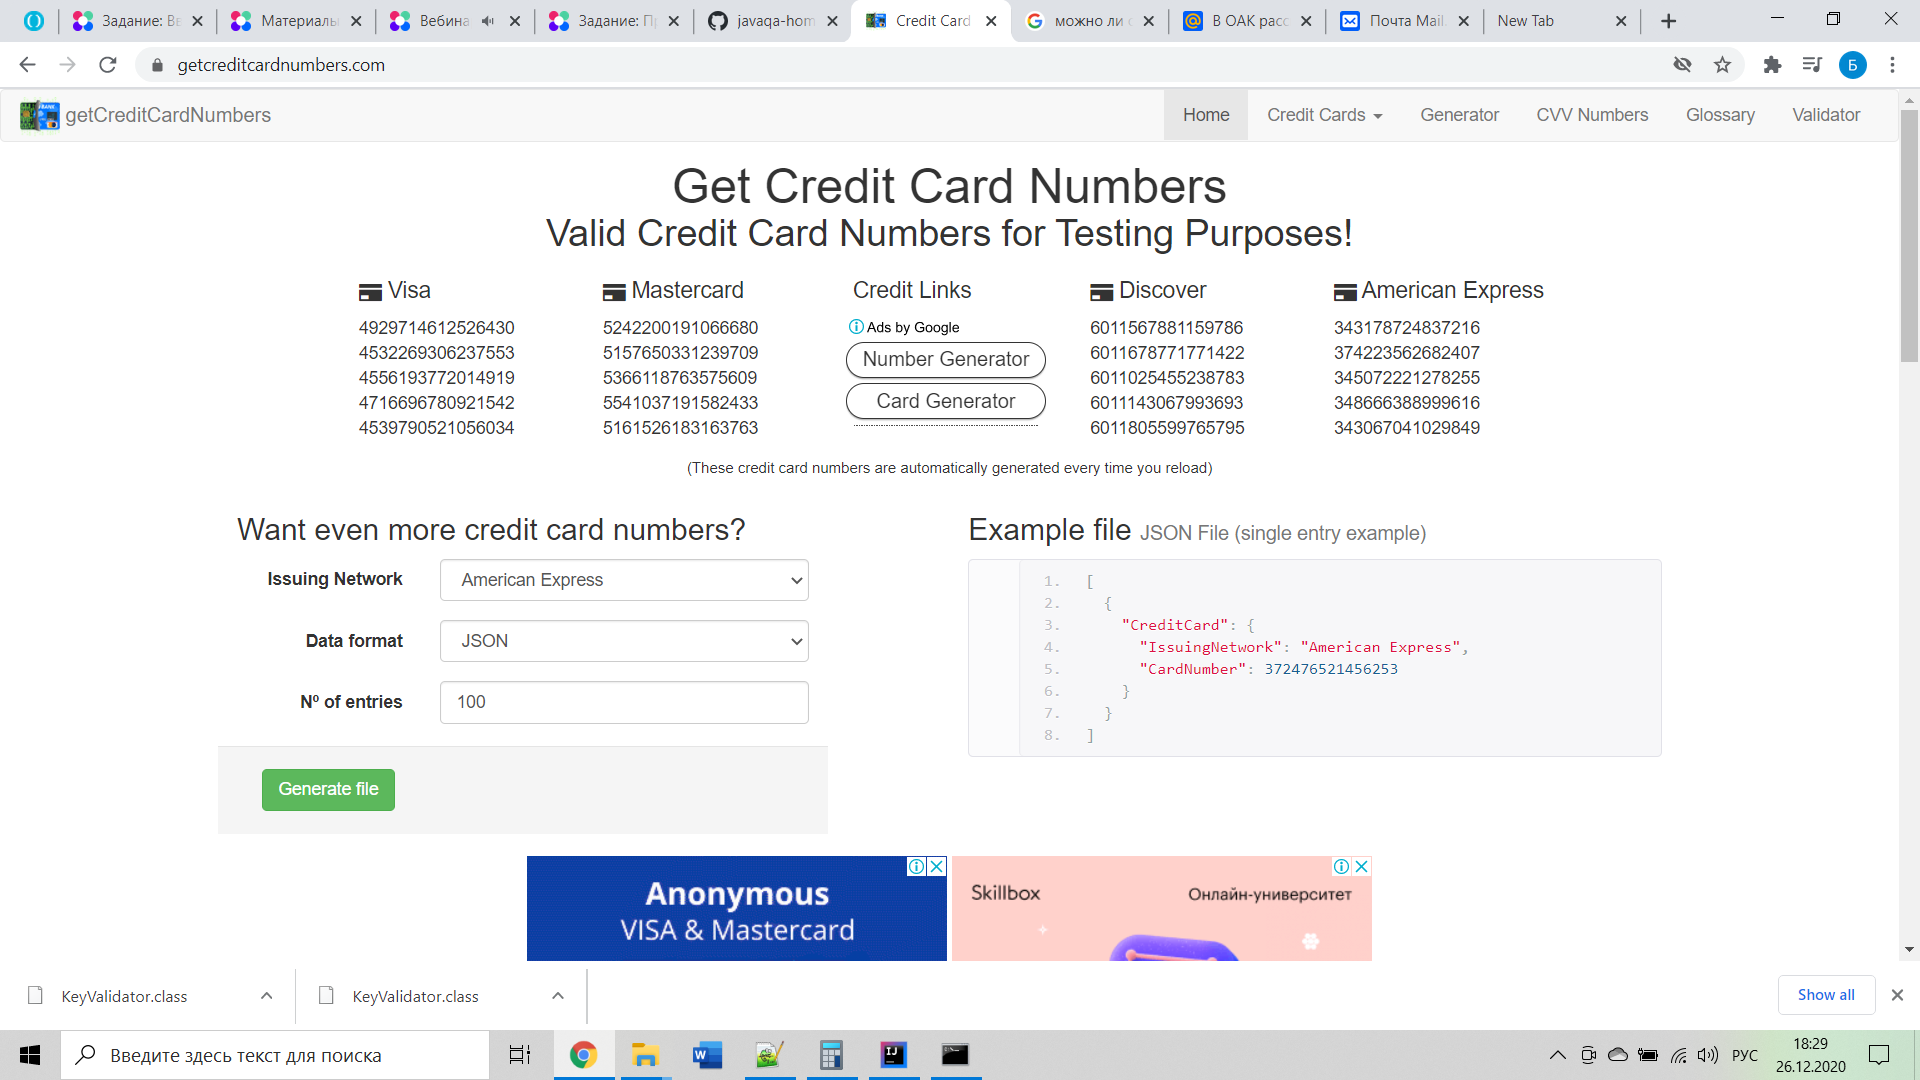 Задание: Вв
Материалы
Вебина
Задание: Пр
javaqa-hom
Credit Card
можно ли с
В ОАК расс
Почта Mail.
New Tab
getcreditcardnumbers.com
Б
getCreditCardNumbers
Home
Credit Cards
Generator
CVV Numbers
Glossary
Validator
Get Credit Card Numbers
Valid Credit Card Numbers for Testing Purposes!
Visa
4929714612526430
4532269306237553
4556193772014919
4716696780921542
4539790521056034
Mastercard
5242200191066680
5157650331239709
5366118763575609
5541037191582433
5161526183163763
Credit Links
Ads by Google
Number Generator
Card Generator
Discover
6011567881159786
6011678771771422
6011025455238783
6011143067993693
6011805599765795
American Express
343178724837216
374223562682407
345072221278255
348666388999616
343067041029849
(These credit card numbers are automatically generated every time you reload)
Want even more credit card numbers?
Issuing Network
American Express
Data format
JSON
Nº of entries
100
Generate file
Example file JSON File (single entry example)
1. [
2. {
3. "CreditCard": {
4. "IssuingNetwork": "American Express",
5. "CardNumber": 372476521456253
6. }
7. }
8. ]
Anonymous
VISA & Mastercard
Skillbox
Онлайн-университет
KeyValidator.class
KeyValidator.class
Show all
Введите здесь текст для поиска
РУС
18:29
26.12.2020